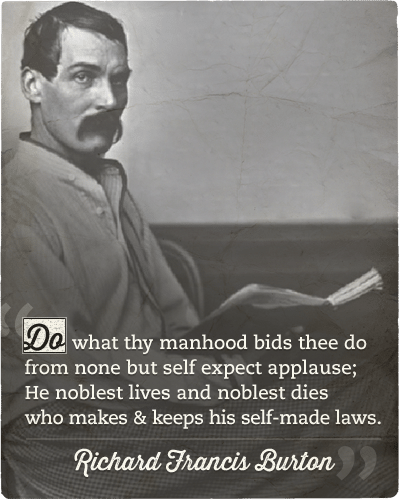 Do what thy manhood bids thee do
from none but self expect applause;
He noblest lives and noblest dies
who makes & keeps his self-made laws.
Richard Francis Burton